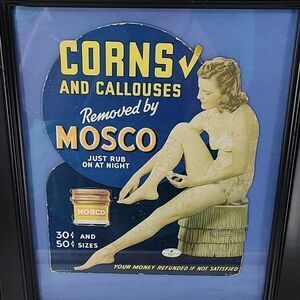 CORNS
AND CALLOUSES
Removed by
MOSCO
JUST RUB
ON AT NIGHT
MOSCO
30¢ AND
50¢ SIZES
YOUR MONEY REFUNDED IF NOT SATISFIED